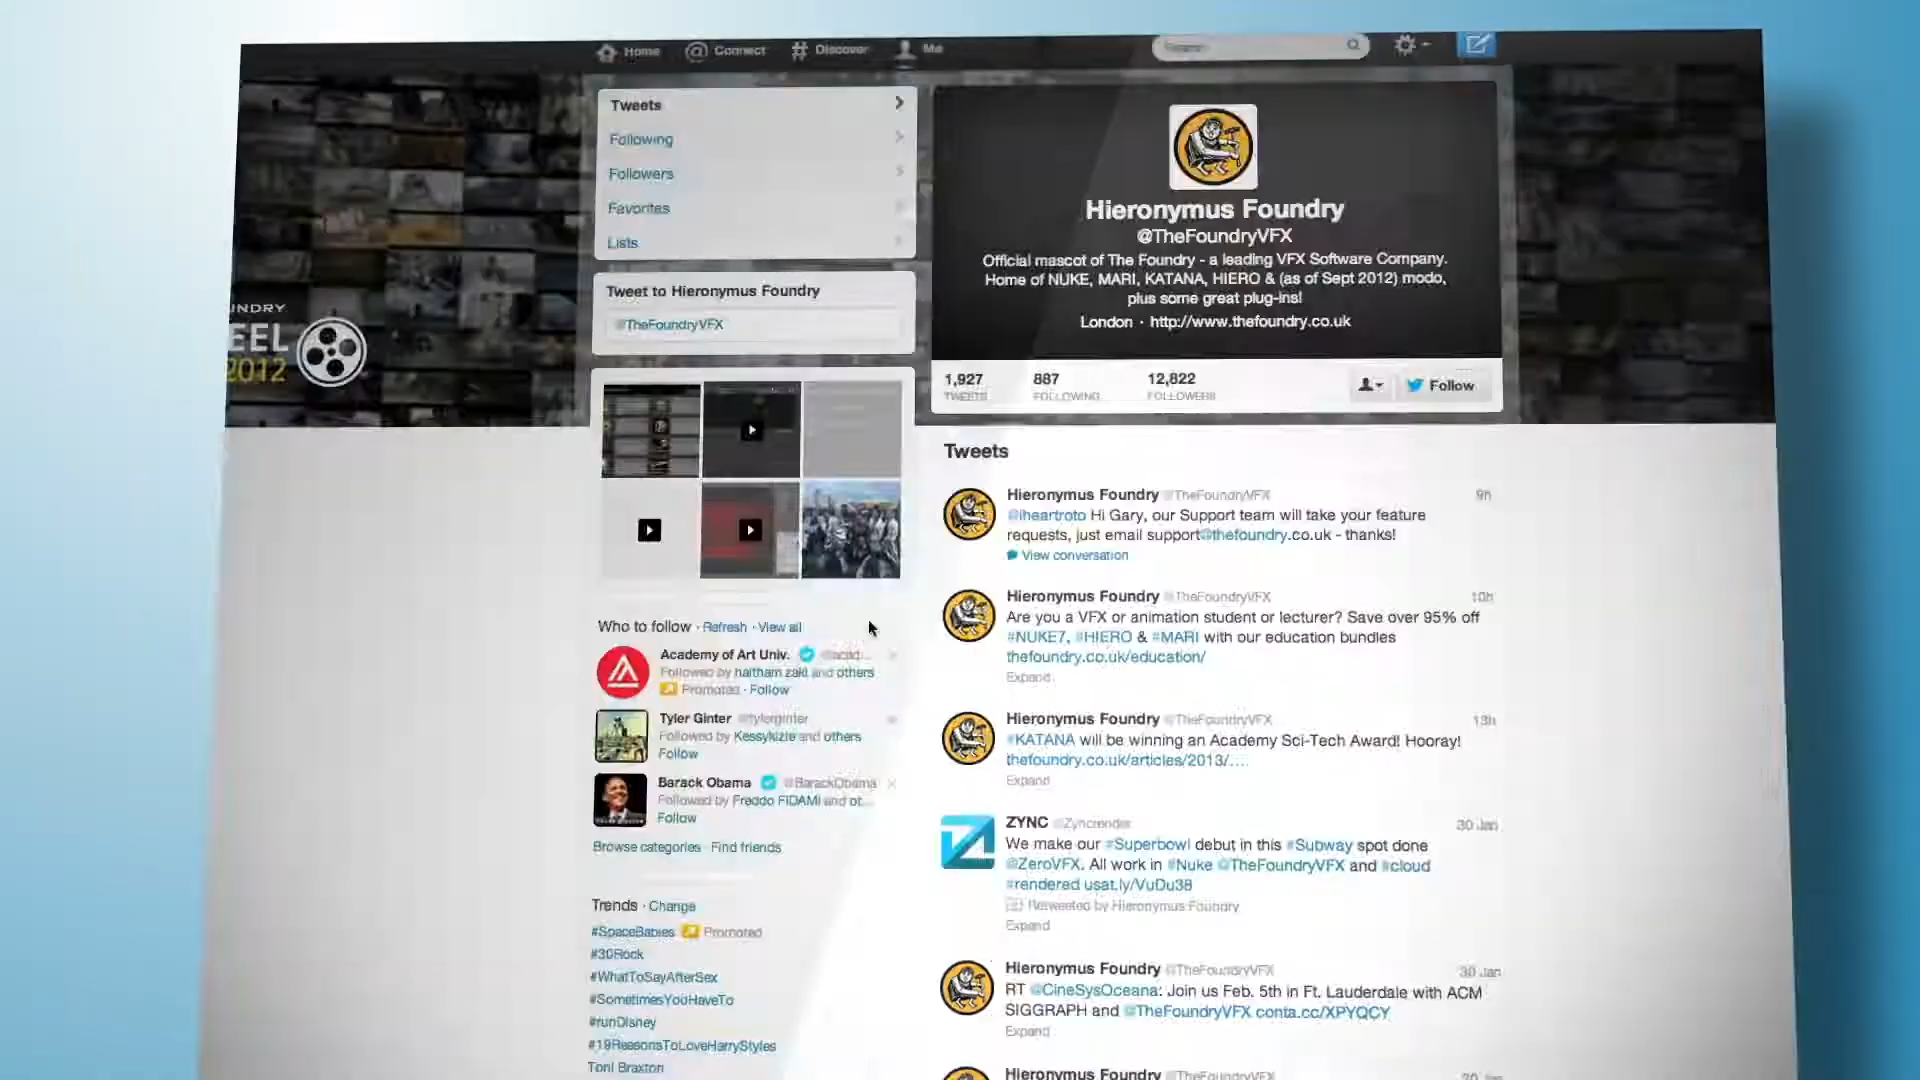 Home
Connect
Discover
Me
Tweets
Following
Followers
Favorites
Lists
Tweet to Hieronymus Foundry
@TheFoundryVFX
UNDRY
EEL
2012
Hieronymus Foundry
@TheFoundryVFX
Official mascot of The Foundry - a leading VFX Software Company.
Home of NUKE, MARI, KATANA, HIERO & (as of Sept 2012) modo,
plus some great plug-ins!
London · http://www.thefoundry.co.uk
1,927 887 12,822
TWEETS FOLLOWING FOLLOWERS
Follow
Who to follow · Refresh · View all
Academy of Art Univ. @acad...
Followed by haitham zaki and others
Promoted · Follow
Tyler Ginter @tylerginter
Followed by Kessykizie and others
Follow
Barack Obama @BarackObama
Followed by Freddo FIDAMI and ot...
Follow
Browse categories · Find friends
Trends · Change
#SpaceBabies Promoted
#30Rock
#WhatToSayAfterSex
#SometimesYouHaveTo
#runDisney
#19ReasonsToLoveHarryStyles
Toni Braxton
Tweets
Hieronymus Foundry @TheFoundryVFX 9h
@iheartroto Hi Gary, our Support team will take your feature
requests, just email support@thefoundry.co.uk - thanks!
View conversation
Hieronymus Foundry @TheFoundryVFX 10h
Are you a VFX or animation student or lecturer? Save over 95% off
#NUKE7, #HIERO & #MARI with our education bundles
thefoundry.co.uk/education/
Expand
Hieronymus Foundry @TheFoundryVFX 13h
#KATANA will be winning an Academy Sci-Tech Award! Hooray!
thefoundry.co.uk/articles/2013/....
Expand
ZYNC @Zyncrender 30 Jan
We make our #Superbowl debut in this #Subway spot done
@ZeroVFX. All work in #Nuke @TheFoundryVFX and #cloud
#rendered usat.ly/VuDu38
Retweeted by Hieronymus Foundry
Expand
Hieronymus Foundry @TheFoundryVFX 30 Jan
RT @CineSysOceana: Join us Feb. 5th in Ft. Lauderdale with ACM
SIGGRAPH and @TheFoundryVFX conta.cc/XPYQCY
Expand
Hieronymus Foundry @TheFoundryVFX 30 Jan